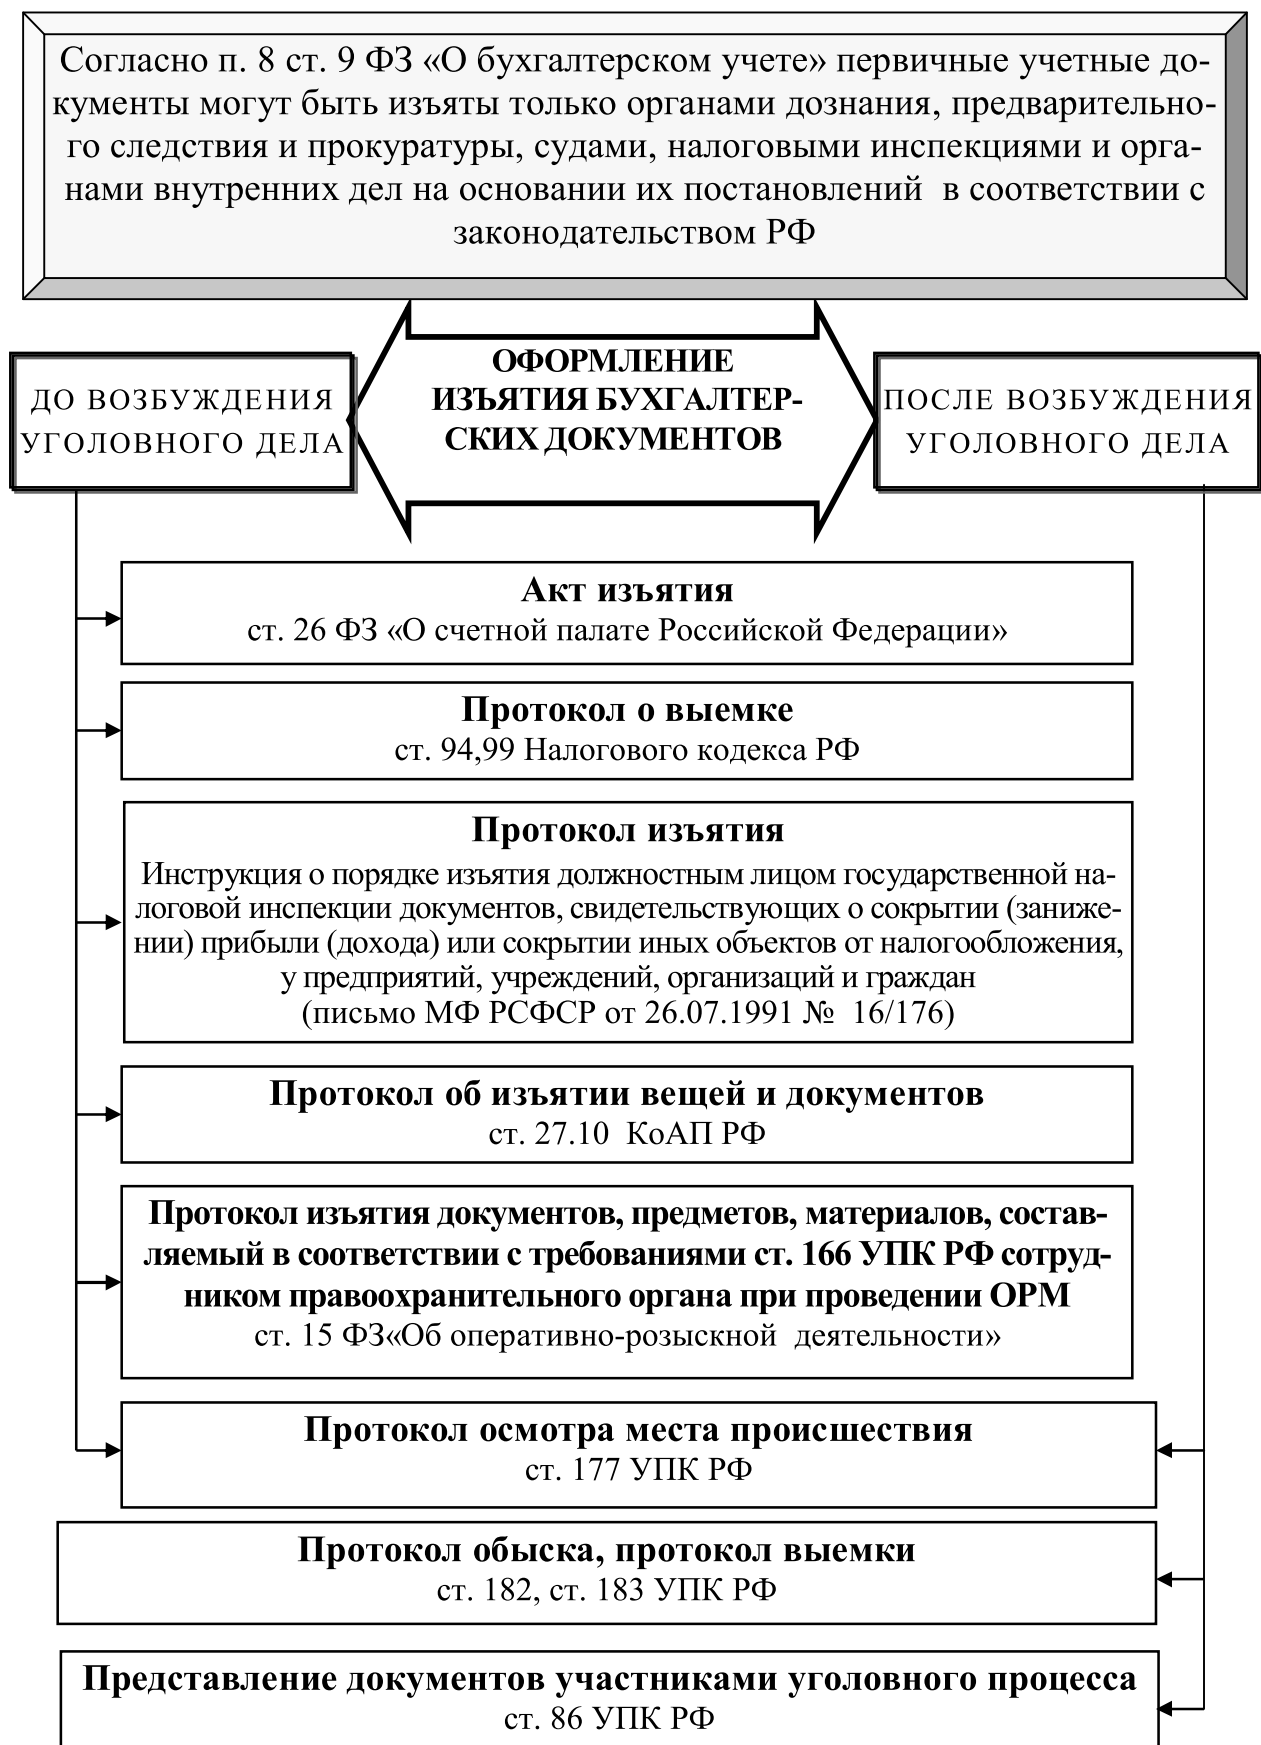 Согласно п. 8 ст. 9 ФЗ «О бухгалтерском учете» первичные учетные до-
кументы могут быть изъяты только органами дознания, предварительно-
го следствия и прокуратуры, судами, налоговыми инспекциями и орга-
нами внутренних дел на основании их постановлений в соответствии с
законодательством РФ
ОФОРМЛЕНИЕ
ИЗЪЯТИЯ БУХГАЛТЕР-
СКИХ ДОКУМЕНТОВ
ДО ВОЗБУЖДЕНИЯ
УГОЛОВНОГО ДЕЛА
ПОСЛЕ ВОЗБУЖДЕНИЯ
УГОЛОВНОГО ДЕЛА
Акт изъятия
ст. 26 ФЗ «О счетной палате Российской Федерации»
Протокол о выемке
ст. 94,99 Налогового кодекса РФ
Протокол изъятия
Инструкция о порядке изъятия должностным лицом государственной на-
логовой инспекции документов, свидетельствующих о сокрытии (заниже-
нии) прибыли (дохода) или сокрытии иных объектов от налогообложения,
у предприятий, учреждений, организаций и граждан
(письмо МФ РСФСР от 26.07.1991 № 16/176)
Протокол об изъятии вещей и документов
ст. 27.10 КоАП РФ
Протокол изъятия документов, предметов, материалов, состав-
ляемый в соответствии с требованиями ст. 166 УПК РФ сотруд-
ником правоохранительного органа при проведении ОРМ
ст. 15 ФЗ«Об оперативно-розыскной деятельности»
Протокол осмотра места происшествия
ст. 177 УПК РФ
Протокол обыска, протокол выемки
ст. 182, ст. 183 УПК РФ
Представление документов участниками уголовного процесса
ст. 86 УПК РФ